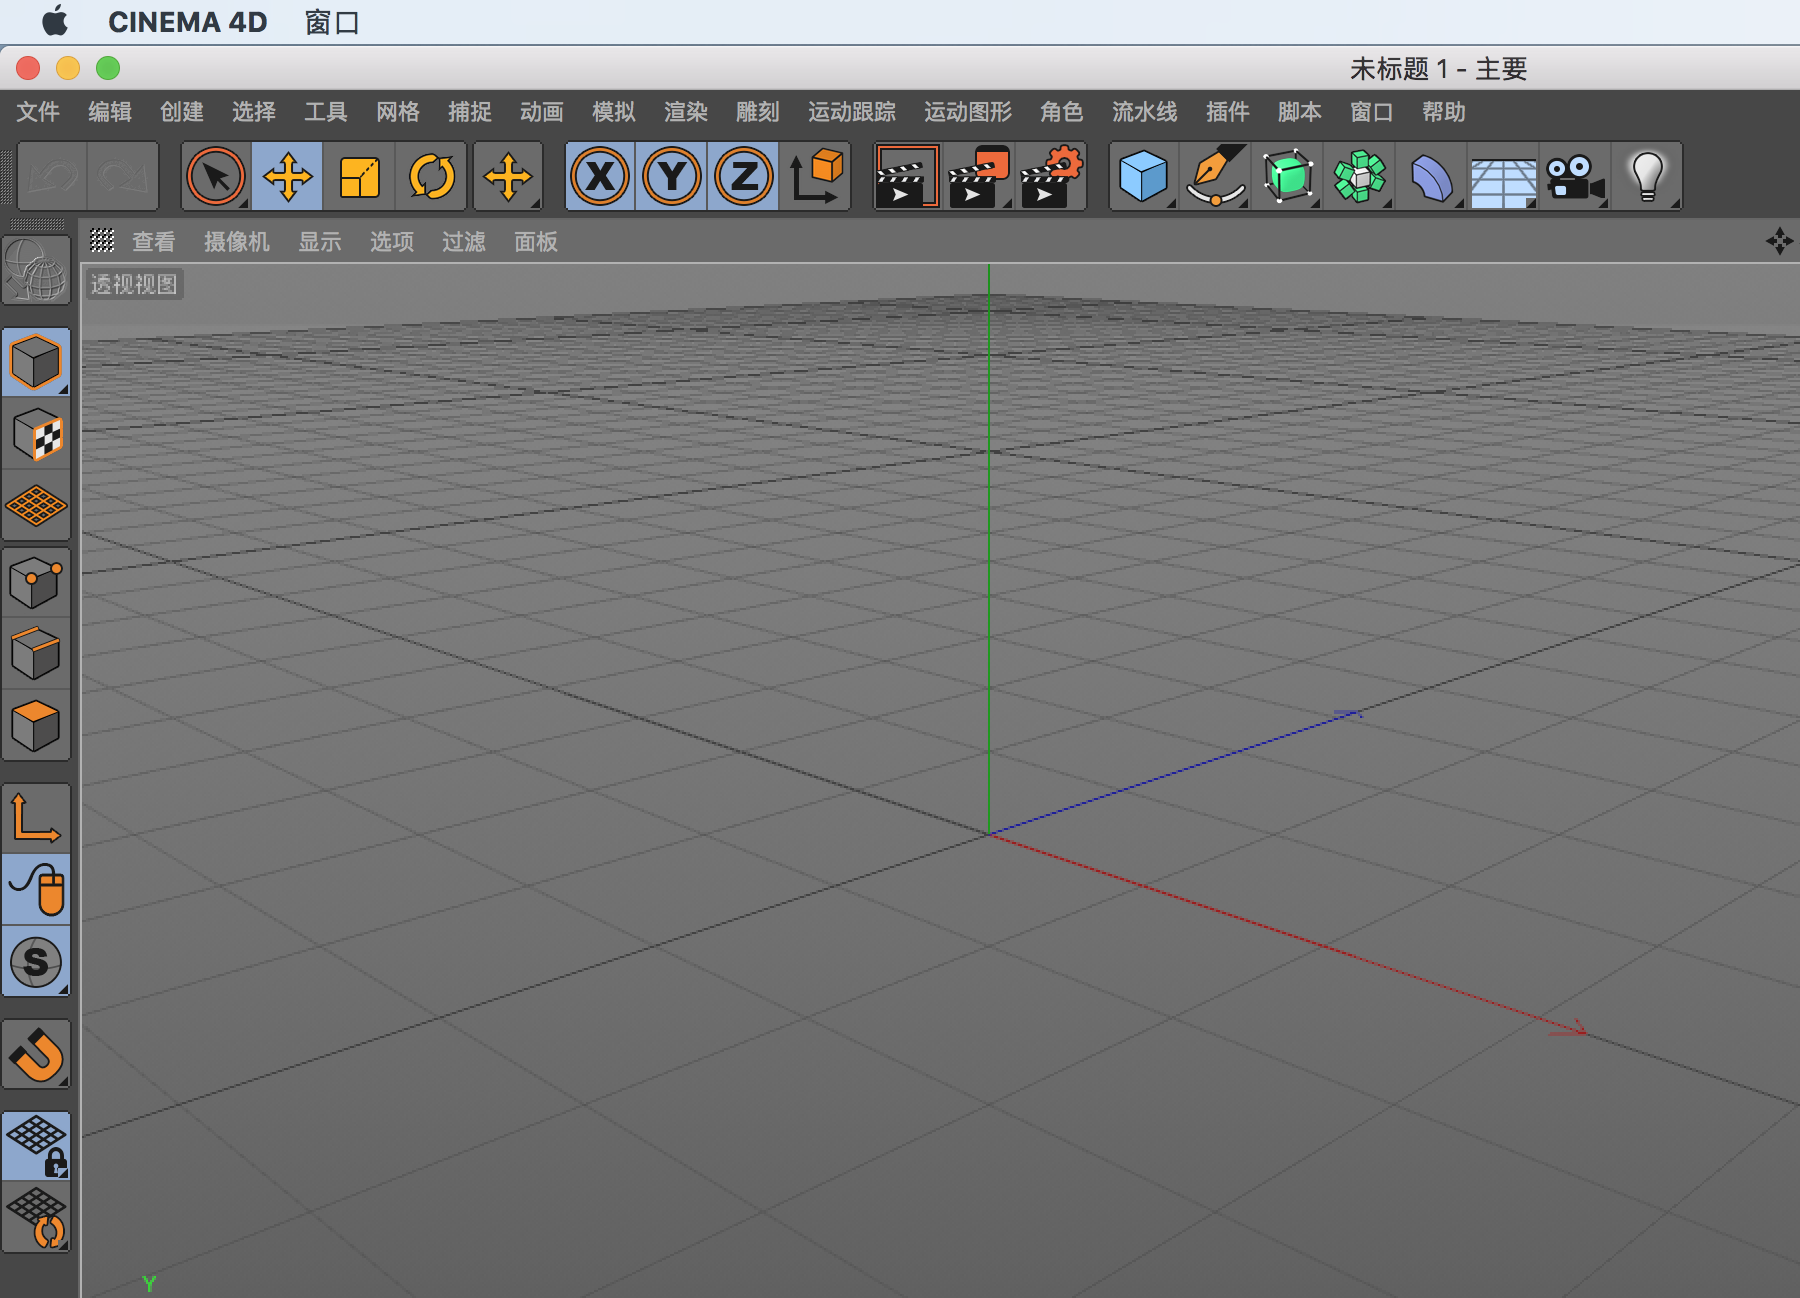 CINEMA 4D 窗口
未标题 1 - 主要
文件 编辑 创建 选择 工具 网格 捕捉 动画 模拟 渲染 雕刻 运动跟踪 运动图形 角色 流水线 插件 脚本 窗口 帮助
X Y Z
查看 摄像机 显示 选项 过滤 面板
透视视图
S
Y